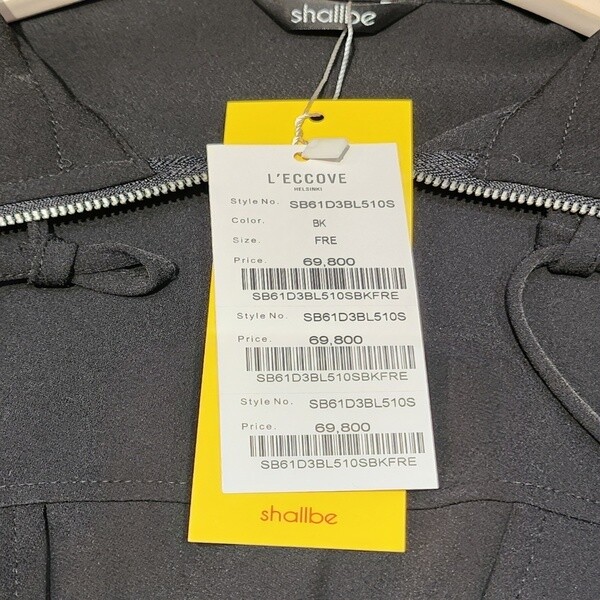 shallbe
L'ECCOVE
HELSINKI
Style No. SB61D3BL510S
Color. BK
Size. FRE
Price. 69,800
SB61D3BL510SBKFRE
Style No. SB61D3BL510S
Price. 69,800
SB61D3BL510SBKFRE
Style No. SB61D3BL510S
Price. 69,800
SB61D3BL510SBKFRE
shallbe